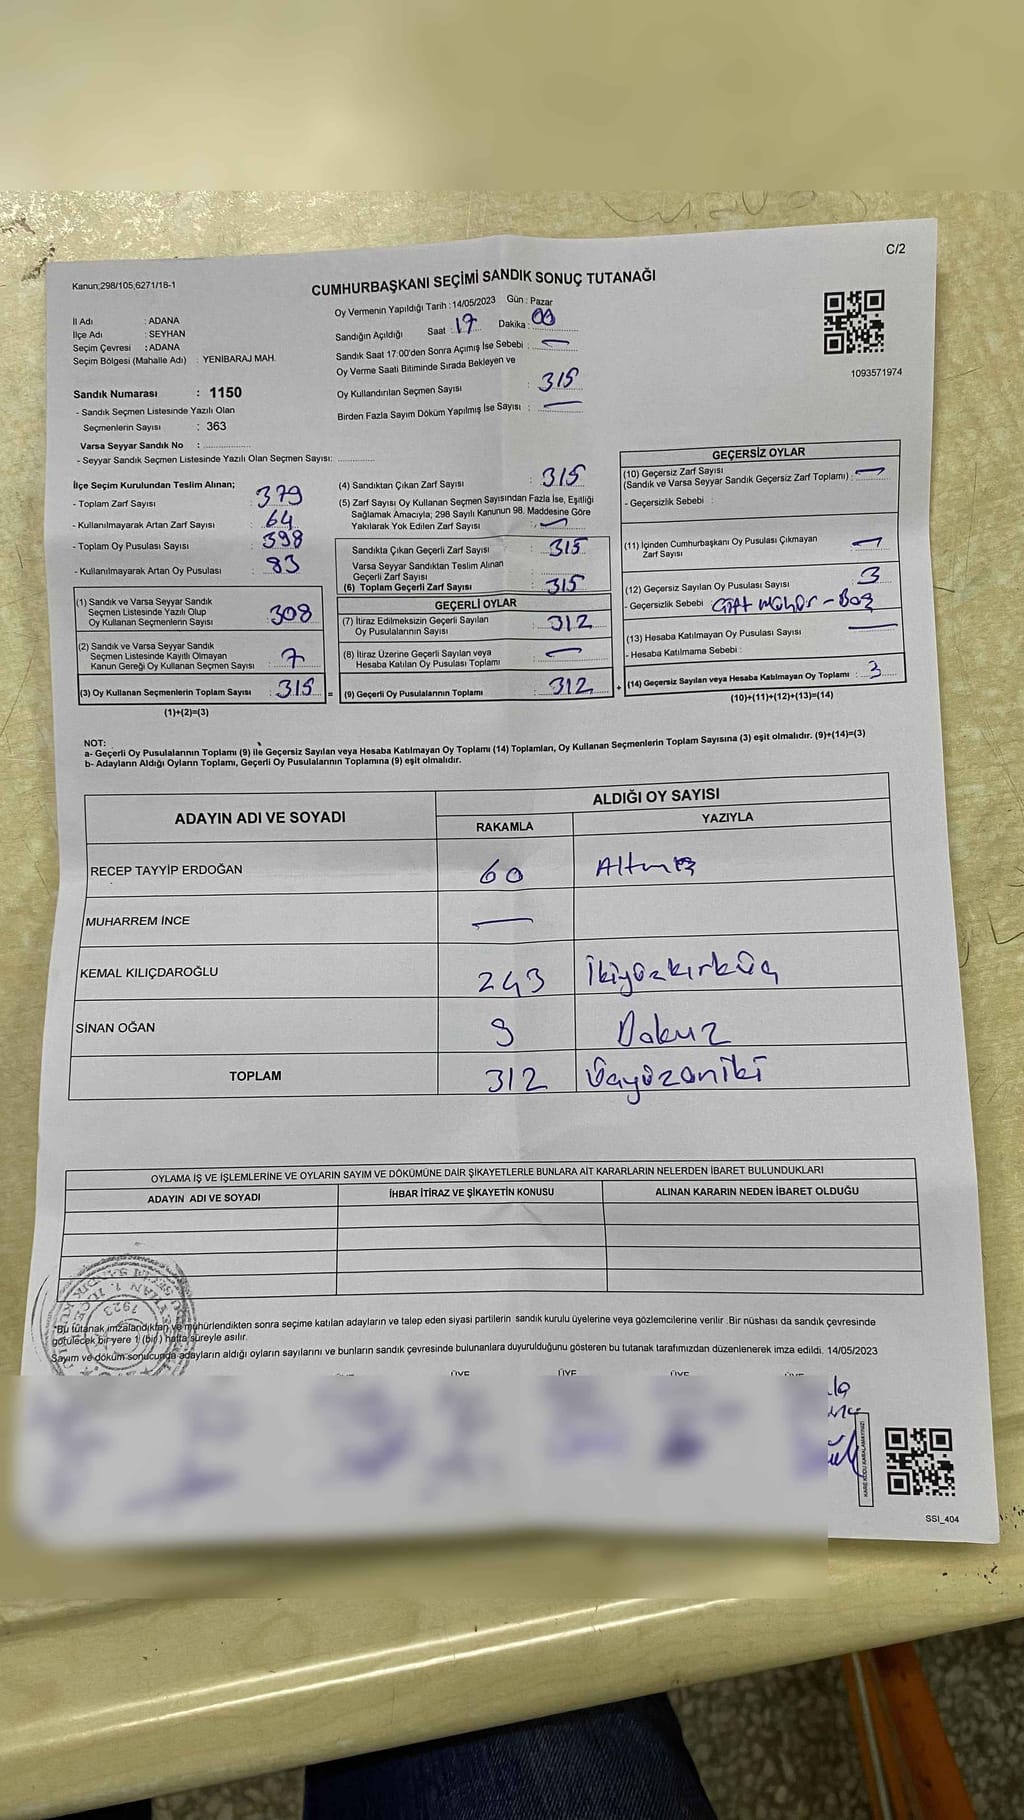 C/2
Kanun;298/105,6271/18-1
CUMHURBAŞKANI SEÇİMİ SANDIK SONUÇ TUTANAĞI
Oy Vermenin Yapıldığı Tarih : 14/05/2023 Gün : Pazar
Sandığın Açıldığı Saat : 17 Dakika : 00
Sandık Saat 17:00'den Sonra Açmış İse Sebebi : —
Oy Verme Saati Bitiminde Sırada Bekleyen ve
Oy Kullandırılan Seçmen Sayısı : 315
Birden Fazla Sayım Döküm Yapılmış İse Sayısı : —
İl Adı : ADANA
İlçe Adı : SEYHAN
Seçim Çevresi : ADANA
Seçim Bölgesi (Mahalle Adı) : YENIBARAJ MAH.
1093571974
Sandık Numarası : 1150
- Sandık Seçmen Listesinde Yazılı Olan
Seçmenlerin Sayısı : 363
Varsa Seyyar Sandık No :
- Seyyar Sandık Seçmen Listesinde Yazılı Olan Seçmen Sayısı:
İlçe Seçim Kurulundan Teslim Alınan;
- Toplam Zarf Sayısı : 379
- Kullanılmayarak Artan Zarf Sayısı : 64
- Toplam Oy Pusulası Sayısı : 398
- Kullanılmayarak Artan Oy Pusulası : 83
(1) Sandık ve Varsa Seyyar Sandık
Seçmen Listesinde Yazılı Olup
Oy Kullanan Seçmenlerin Sayısı : 308
(2) Sandık ve Varsa Seyyar Sandık
Seçmen Listesinde Kayıtlı Olmayan
Kanun Gereği Oy Kullanan Seçmen Sayısı : 7
(3) Oy Kullanan Seçmenlerin Toplam Sayısı : 315 =
(1)+(2)=(3)
(4) Sandıktan Çıkan Zarf Sayısı : 315
(5) Zarf Sayısı Oy Kullanan Seçmen Sayısından Fazla İse, Eşitliği
Sağlamak Amacıyla; 298 Sayılı Kanunun 98. Maddesine Göre
Yakılarak Yok Edilen Zarf Sayısı : —
Sandıkta Çıkan Geçerli Zarf Sayısı : 315
Varsa Seyyar Sandıktan Teslim Alınan
Geçerli Zarf Sayısı :
(6) Toplam Geçerli Zarf Sayısı : 315
GEÇERLİ OYLAR
(7) İtiraz Edilmeksizin Geçerli Sayılan
Oy Pusulalarının Sayısı : 312
(8) İtiraz Üzerine Geçerli Sayılan veya
Hesaba Katılan Oy Pusulası Toplamı : —
(9) Geçerli Oy Pusulalarının Toplamı : 312 +
GEÇERSİZ OYLAR
(10) Geçersiz Zarf Sayısı
(Sandık ve Varsa Seyyar Sandık Geçersiz Zarf Toplamı) : —
- Geçersizlik Sebebi :
(11) İçinden Cumhurbaşkanı Oy Pusulası Çıkmayan
Zarf Sayısı : —
(12) Geçersiz Sayılan Oy Pusulası Sayısı : 3
- Geçersizlik Sebebi : Çift mühür - Boş
(13) Hesaba Katılmayan Oy Pusulası Sayısı : —
- Hesaba Katılmama Sebebi :
(14) Geçersiz Sayılan veya Hesaba Katılmayan Oy Toplamı : 3
(10)+(11)+(12)+(13)=(14)
NOT:
a- Geçerli Oy Pusulalarının Toplamı (9) ile Geçersiz Sayılan veya Hesaba Katılmayan Oy Toplamı (14) Toplamları, Oy Kullanan Seçmenlerin Toplam Sayısına (3) eşit olmalıdır. (9)+(14)=(3)
b- Adayların Aldığı Oyların Toplamı, Geçerli Oy Pusulalarının Toplamına (9) eşit olmalıdır.
ADAYIN ADI VE SOYADI
ALDIĞI OY SAYISI
RAKAMLA YAZIYLA
RECEP TAYYİP ERDOĞAN 60 Altmış
MUHARREM İNCE —
KEMAL KILIÇDAROĞLU 243 İkiyüzkırküç
SİNAN OĞAN 9 Dokuz
TOPLAM 312 Üçyüzoniki
OYLAMA İŞ VE İŞLEMLERİNE VE OYLARIN SAYIM VE DÖKÜMÜNE DAİR ŞİKAYETLERLE BUNLARA AİT KARARLARIN NELERDEN İBARET BULUNDUKLARI
ADAYIN ADI VE SOYADI İHBAR İTİRAZ VE ŞİKAYETİN KONUSU ALINAN KARARIN NEDEN İBARET OLDUĞU
*Bu tutanak imzalandıktan ve mühürlendikten sonra seçime katılan adayların ve talep eden siyasi partilerin sandık kurulu üyelerine veya gözlemcilerine verilir .Bir nüshası da sandık çevresinde
götülecek bir yere 1 (bir) hafta süreyle asılır.
Sayım ve döküm sonucunda adayların aldığı oyların sayılarını ve bunların sandık çevresinde bulunanlara duyurulduğunu gösteren bu tutanak tarafımızdan düzenlenerek imza edildi. 14/05/2023
1923
ÜYE ÜYE ÜYE ÜYE
KARE KODU KARALAMAYINIZ!
SSI_404